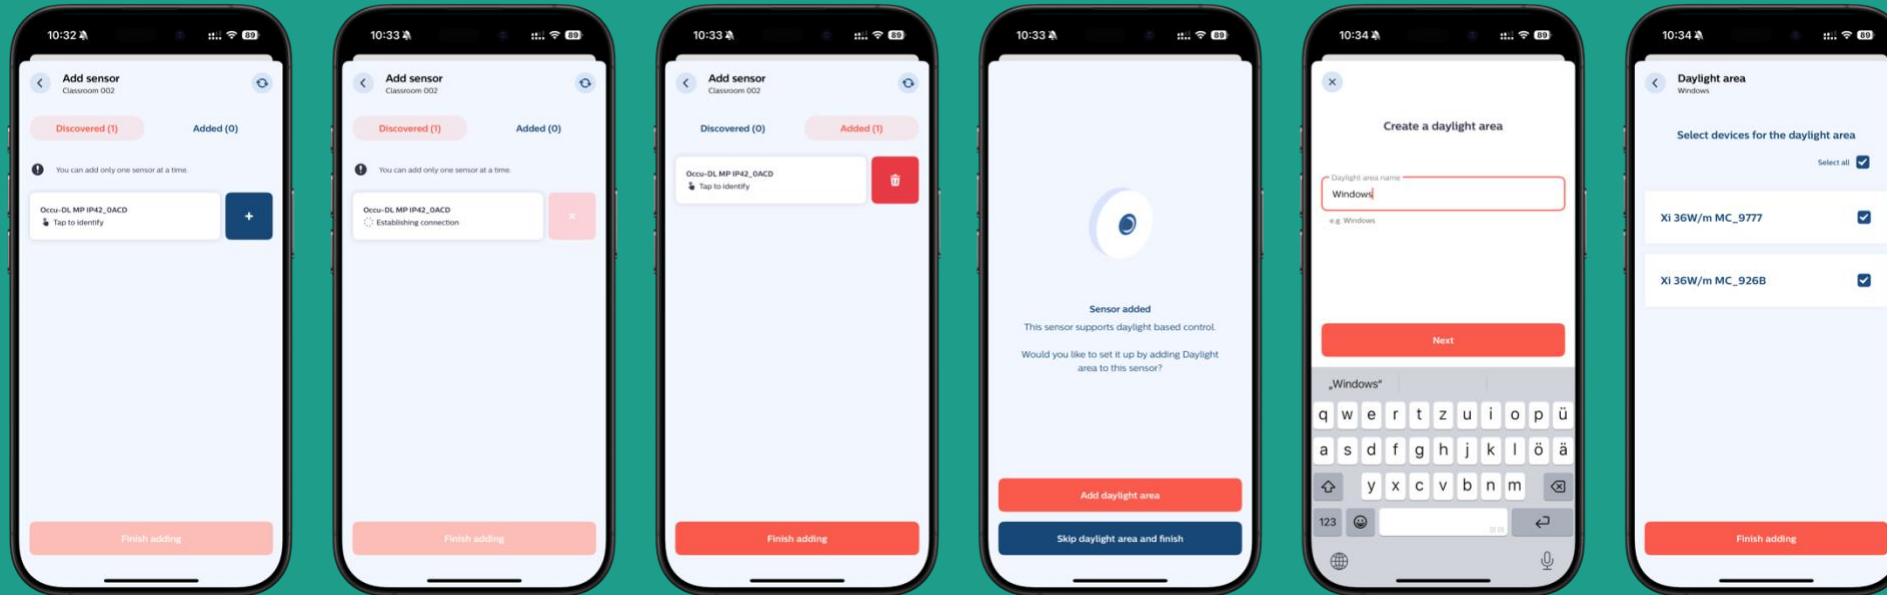 10:32
89
Add sensor
Classroom 002
Discovered (1)
Added (0)
You can add only one sensor at a time.
Occu-DL MP IP42_0ACD
Tap to identify
+
Finish adding
10:33
89
Add sensor
Classroom 002
Discovered (1)
Added (0)
You can add only one sensor at a time.
Occu-DL MP IP42_0ACD
Establishing connection
Finish adding
10:33
89
Add sensor
Classroom 002
Discovered (0)
Added (1)
Occu-DL MP IP42_0ACD
Tap to identify
Finish adding
10:33
89
Sensor added
This sensor supports daylight based control.
Would you like to set it up by adding Daylight
area to this sensor?
Add daylight area
Skip daylight area and finish
10:34
89
Create a daylight area
Daylight area name
Windows
e.g. Windows
Next
„Windows“
q w e r t z u i o p ü
a s d f g h j k l ö ä
y x c v b n m
123
10:34
89
Daylight area
Windows
Select devices for the daylight area
Select all
Xi 36W/m MC_9777
Xi 36W/m MC_926B
Finish adding